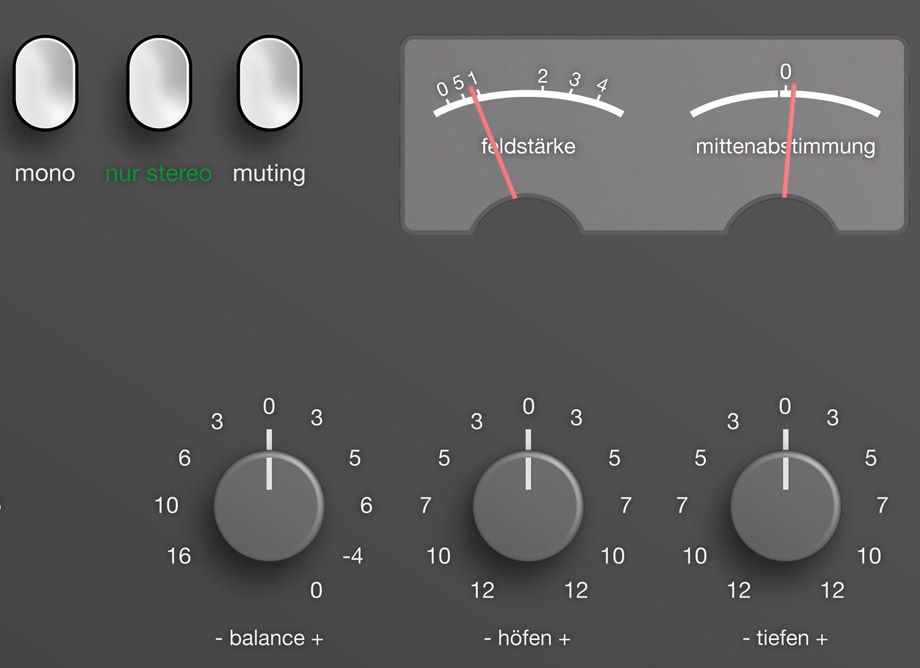 0 5 1 2 3 4
0
feldstärke
mittenabstimmung
mono
nur stereo
muting
3 0 3
6 5
10 6
16 -4
0
- balance +
3 0 3
5 5
7 7
10 10
12 12
- höfen +
3 0 3
5 5
7 7
10 10
12 12
- tiefen +